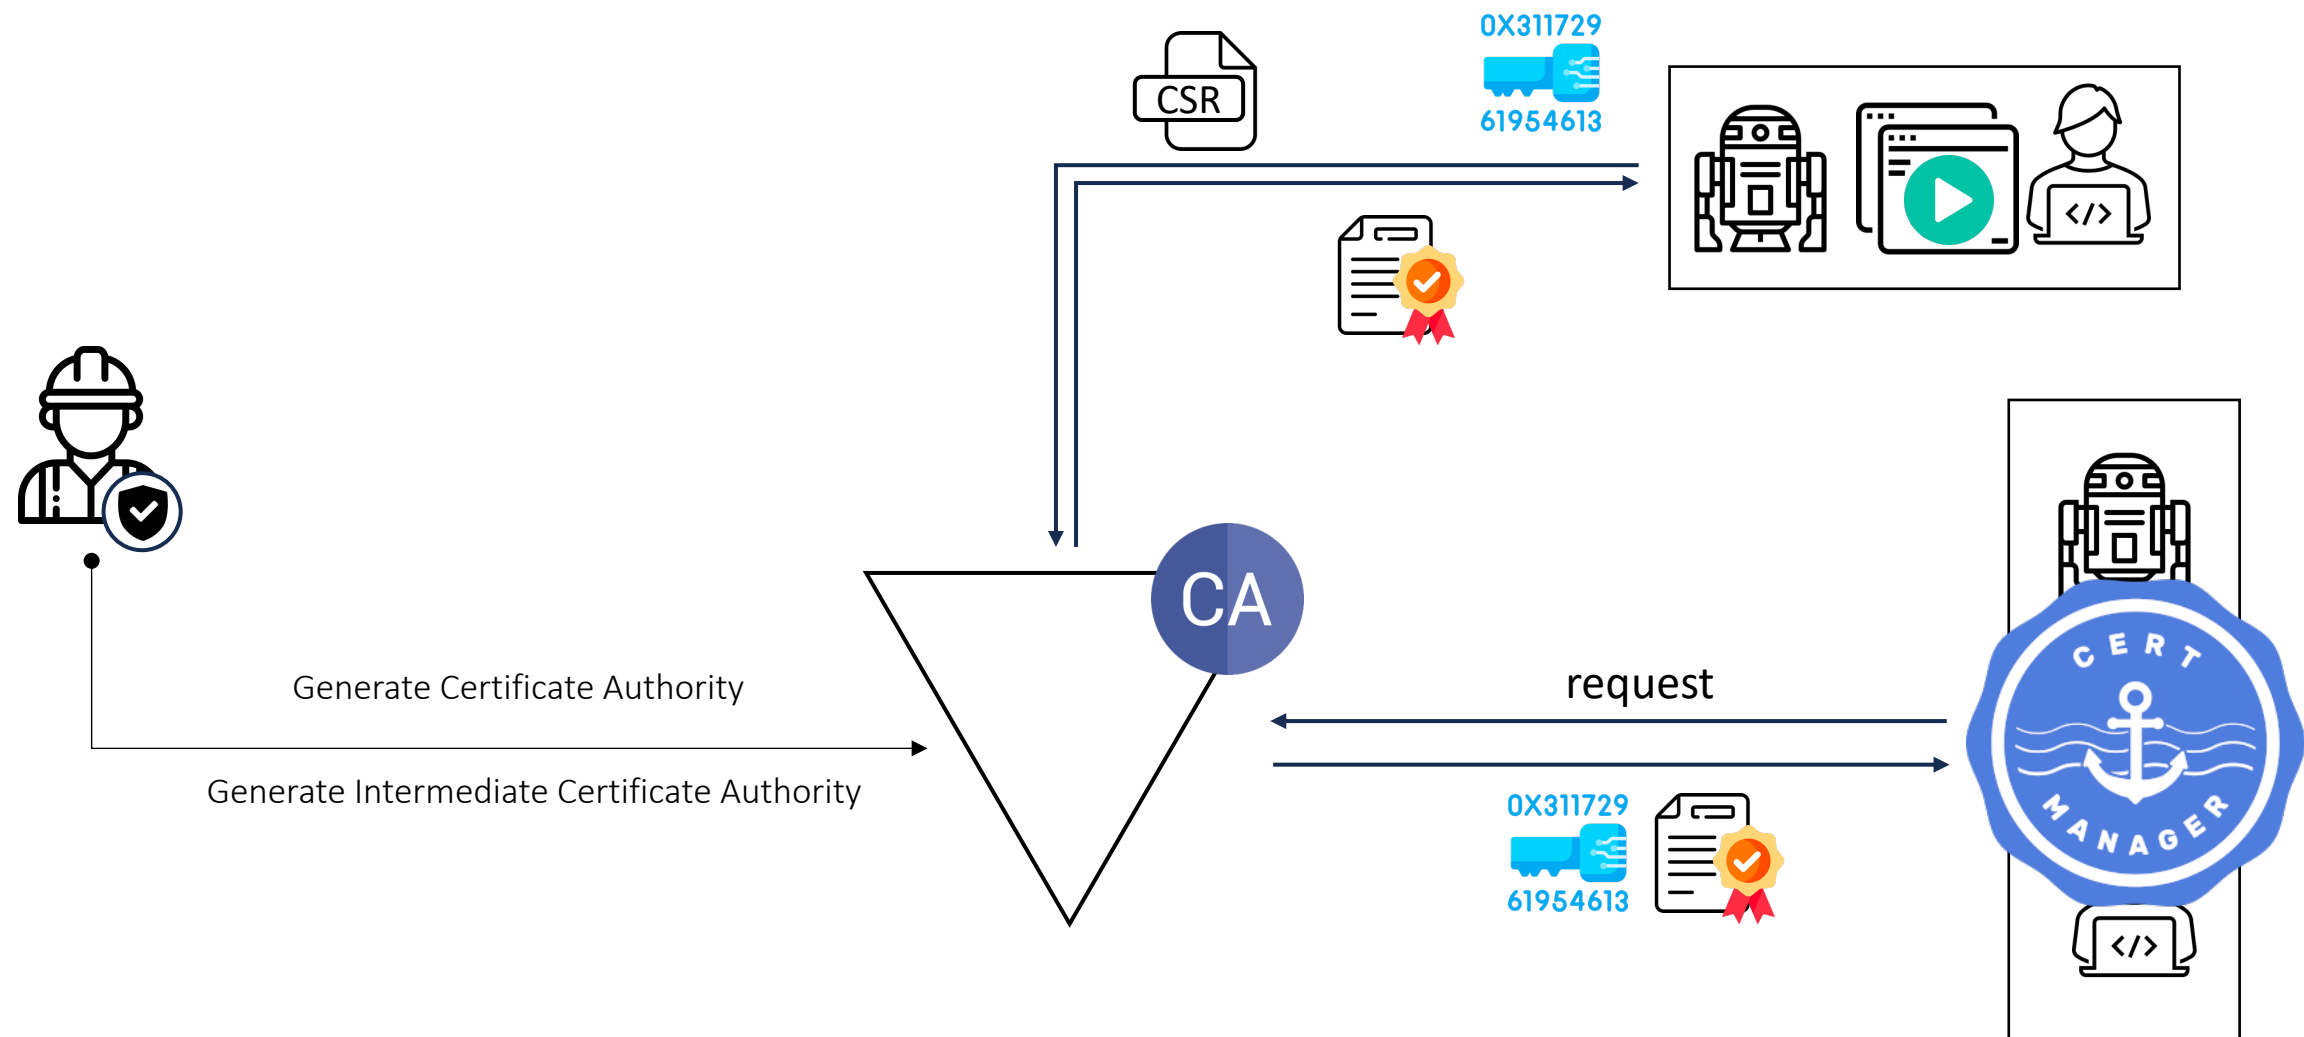 0X311729
61954613
CSR
</>
CA
Generate Certificate Authority
Generate Intermediate Certificate Authority
request
CERT
MANAGER
0X311729
61954613
</>